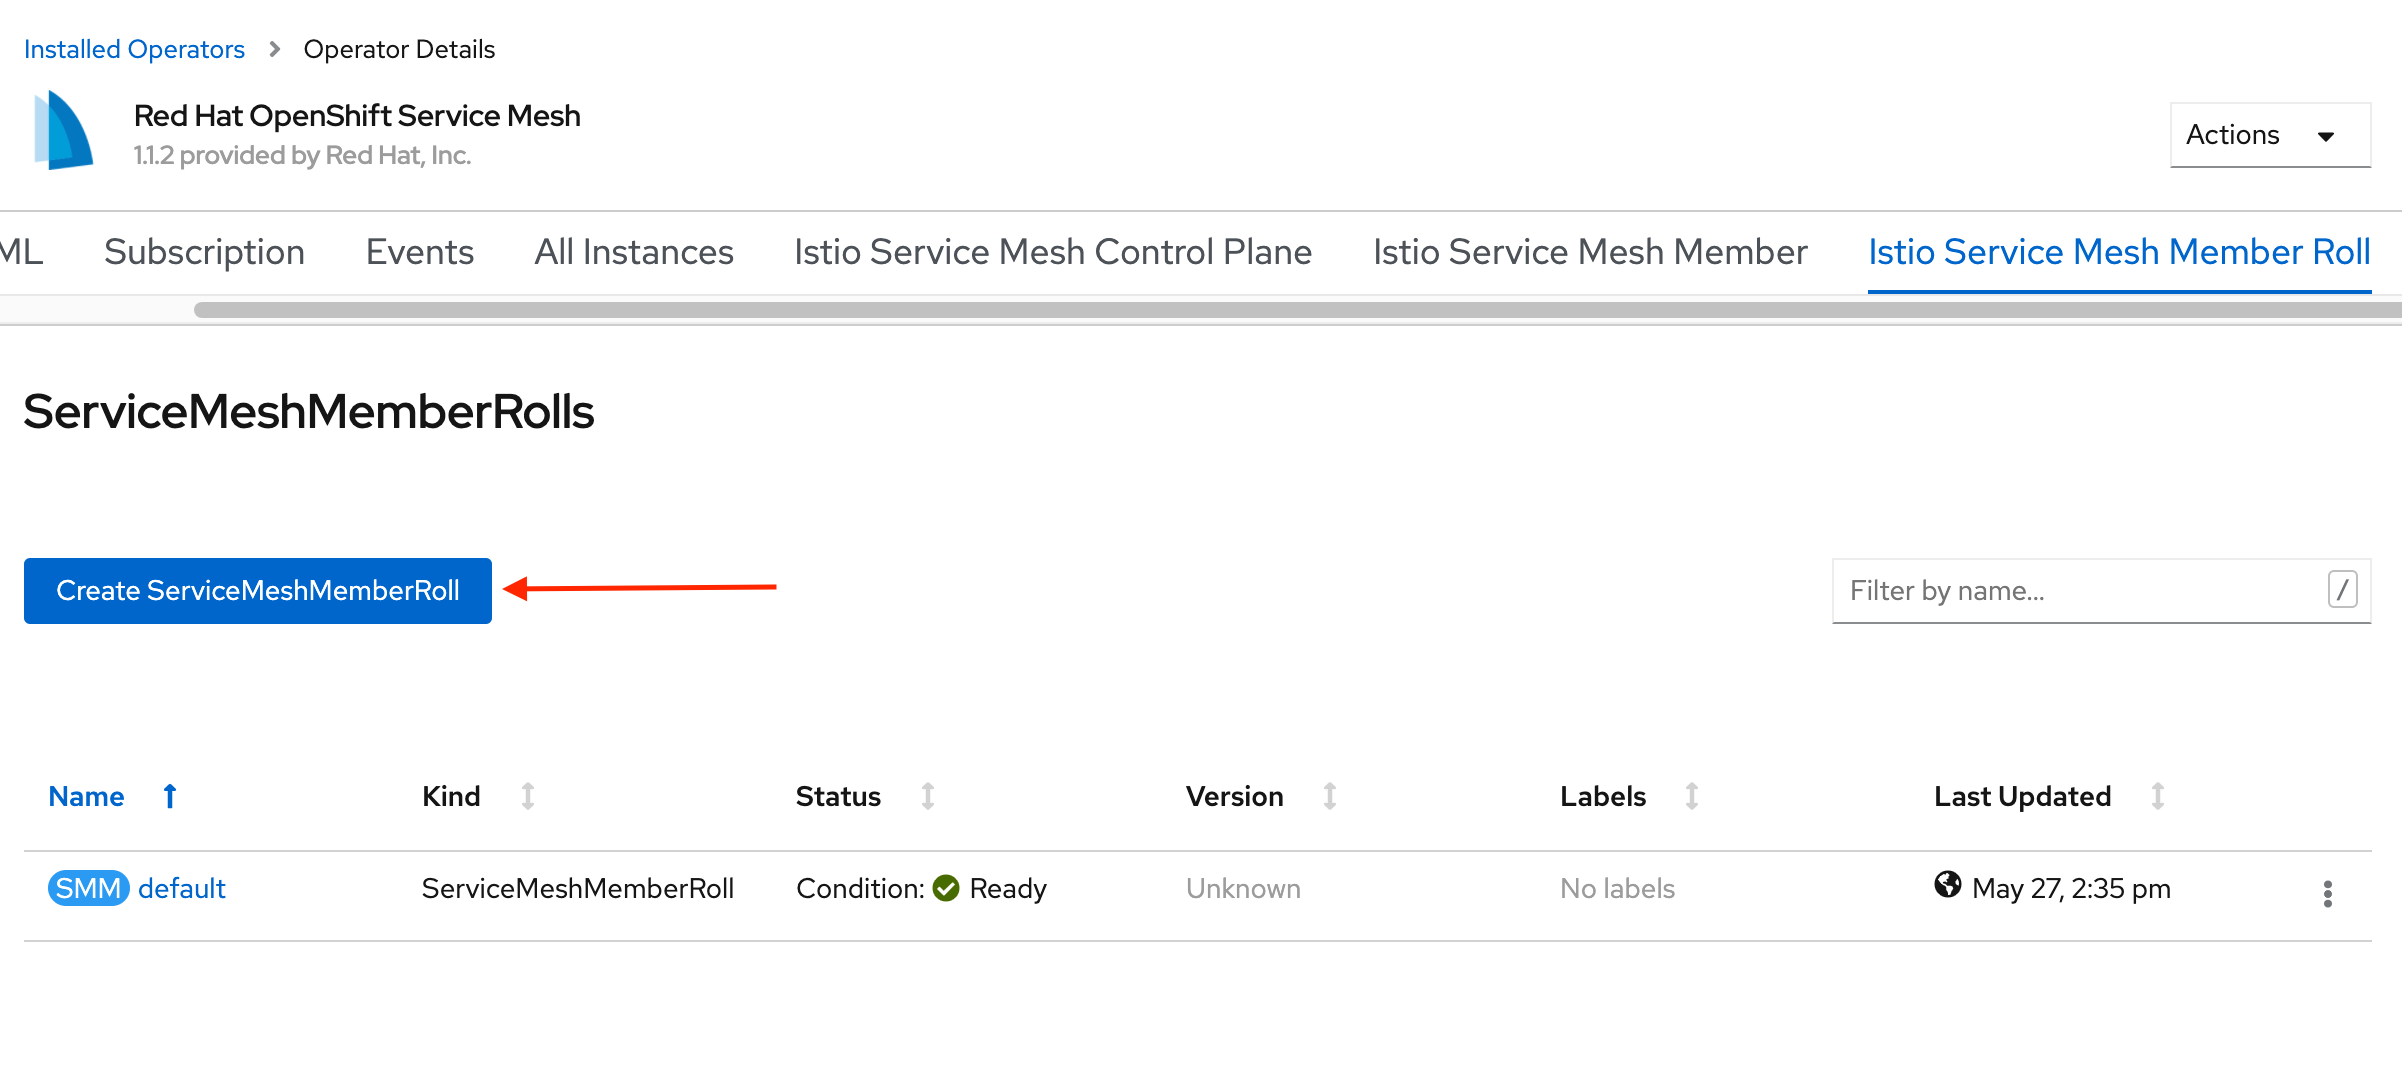 Installed Operators > Operator Details
Red Hat OpenShift Service Mesh
1.1.2 provided by Red Hat, Inc.
Actions
ML Subscription Events All Instances Istio Service Mesh Control Plane Istio Service Mesh Member Istio Service Mesh Member Roll
ServiceMeshMemberRolls
Create ServiceMeshMemberRoll
Filter by name... /
Name Kind Status Version Labels Last Updated
SMM default ServiceMeshMemberRoll Condition: Ready Unknown No labels May 27, 2:35 pm